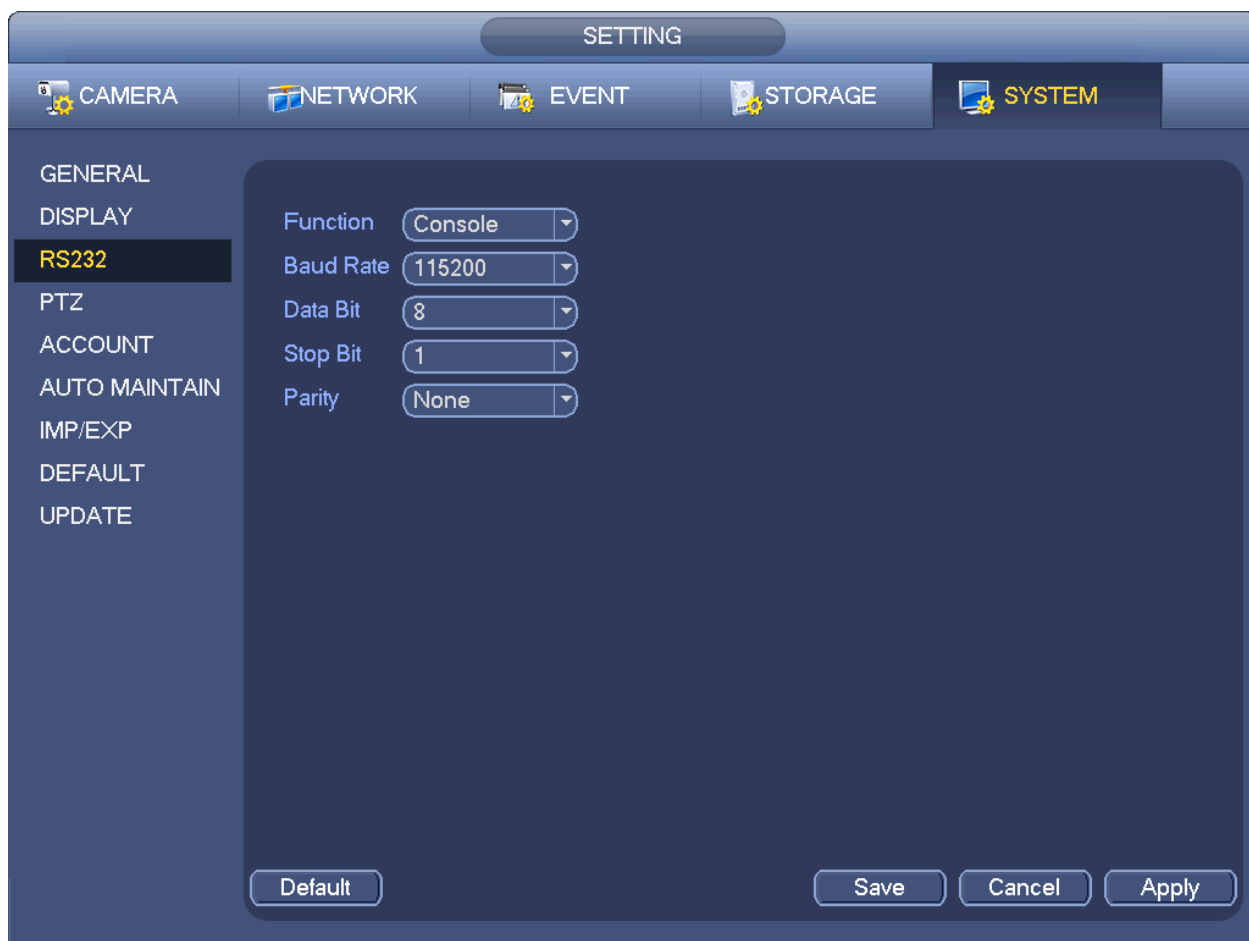 SETTING
CAMERA NETWORK EVENT STORAGE SYSTEM
GENERAL
DISPLAY
RS232
PTZ
ACCOUNT
AUTO MAINTAIN
IMP/EXP
DEFAULT
UPDATE
Function Console
Baud Rate 115200
Data Bit 8
Stop Bit 1
Parity None
Default Save Cancel Apply